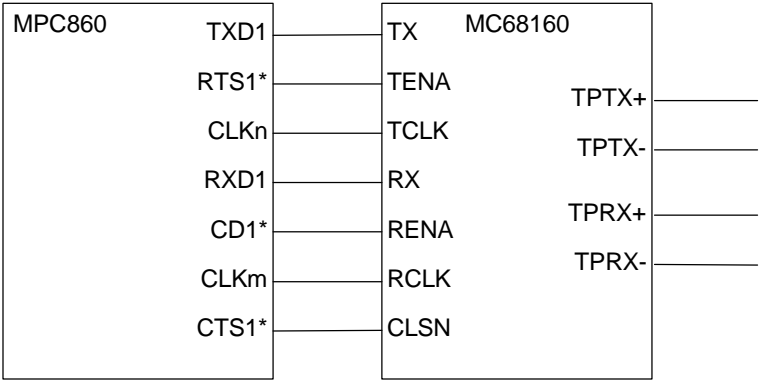 MPC860
MC68160
TXD1
TX
RTS1*
TENA
TPTX+
CLKn
TCLK
TPTX-
RXD1
RX
TPRX+
CD1*
RENA
TPRX-
CLKm
RCLK
CTS1*
CLSN